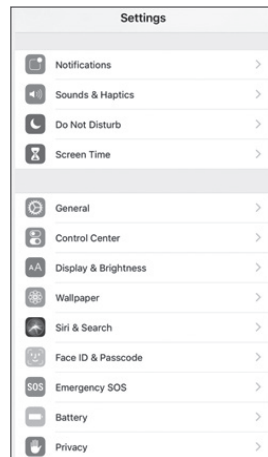 Settings
Notifications
Sounds & Haptics
Do Not Disturb
Screen Time
General
Control Center
AA Display & Brightness
Wallpaper
Siri & Search
Face ID & Passcode
SOS Emergency SOS
Battery
Privacy